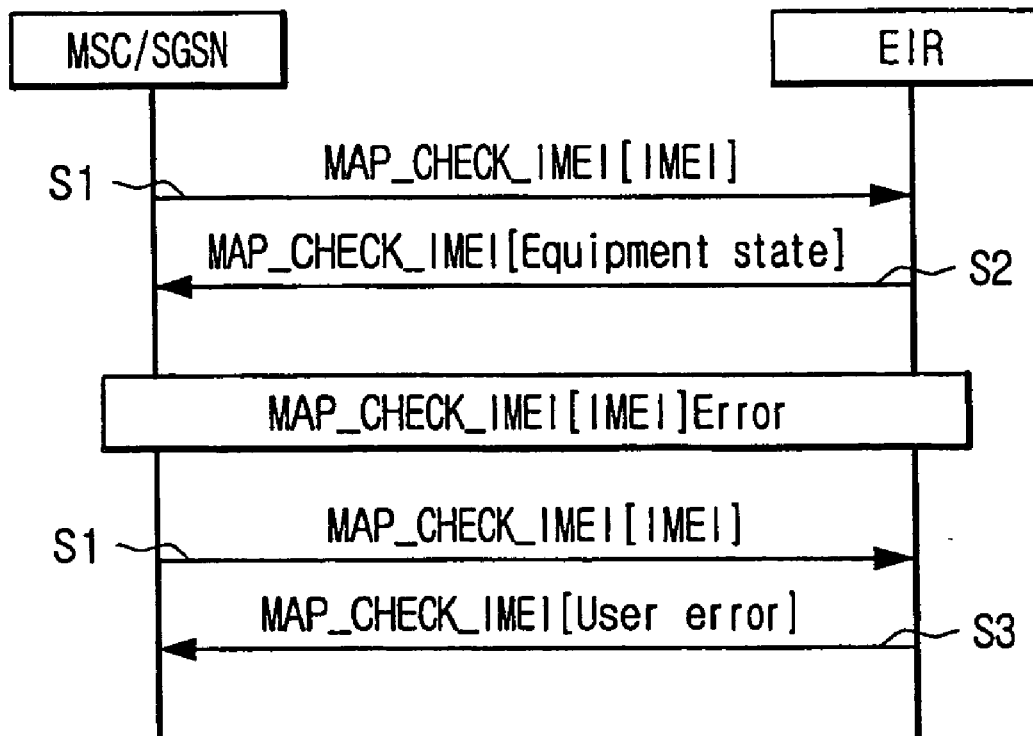 MSC/SGSN
EIR
MAP_CHECK_IMEI[IMEI]
S1
MAP_CHECK_IMEI[Equipment state]
S2
MAP_CHECK_IMEI[IMEI]Error
MAP_CHECK_IMEI[IMEI]
S1
MAP_CHECK_IMEI[User error]
S3